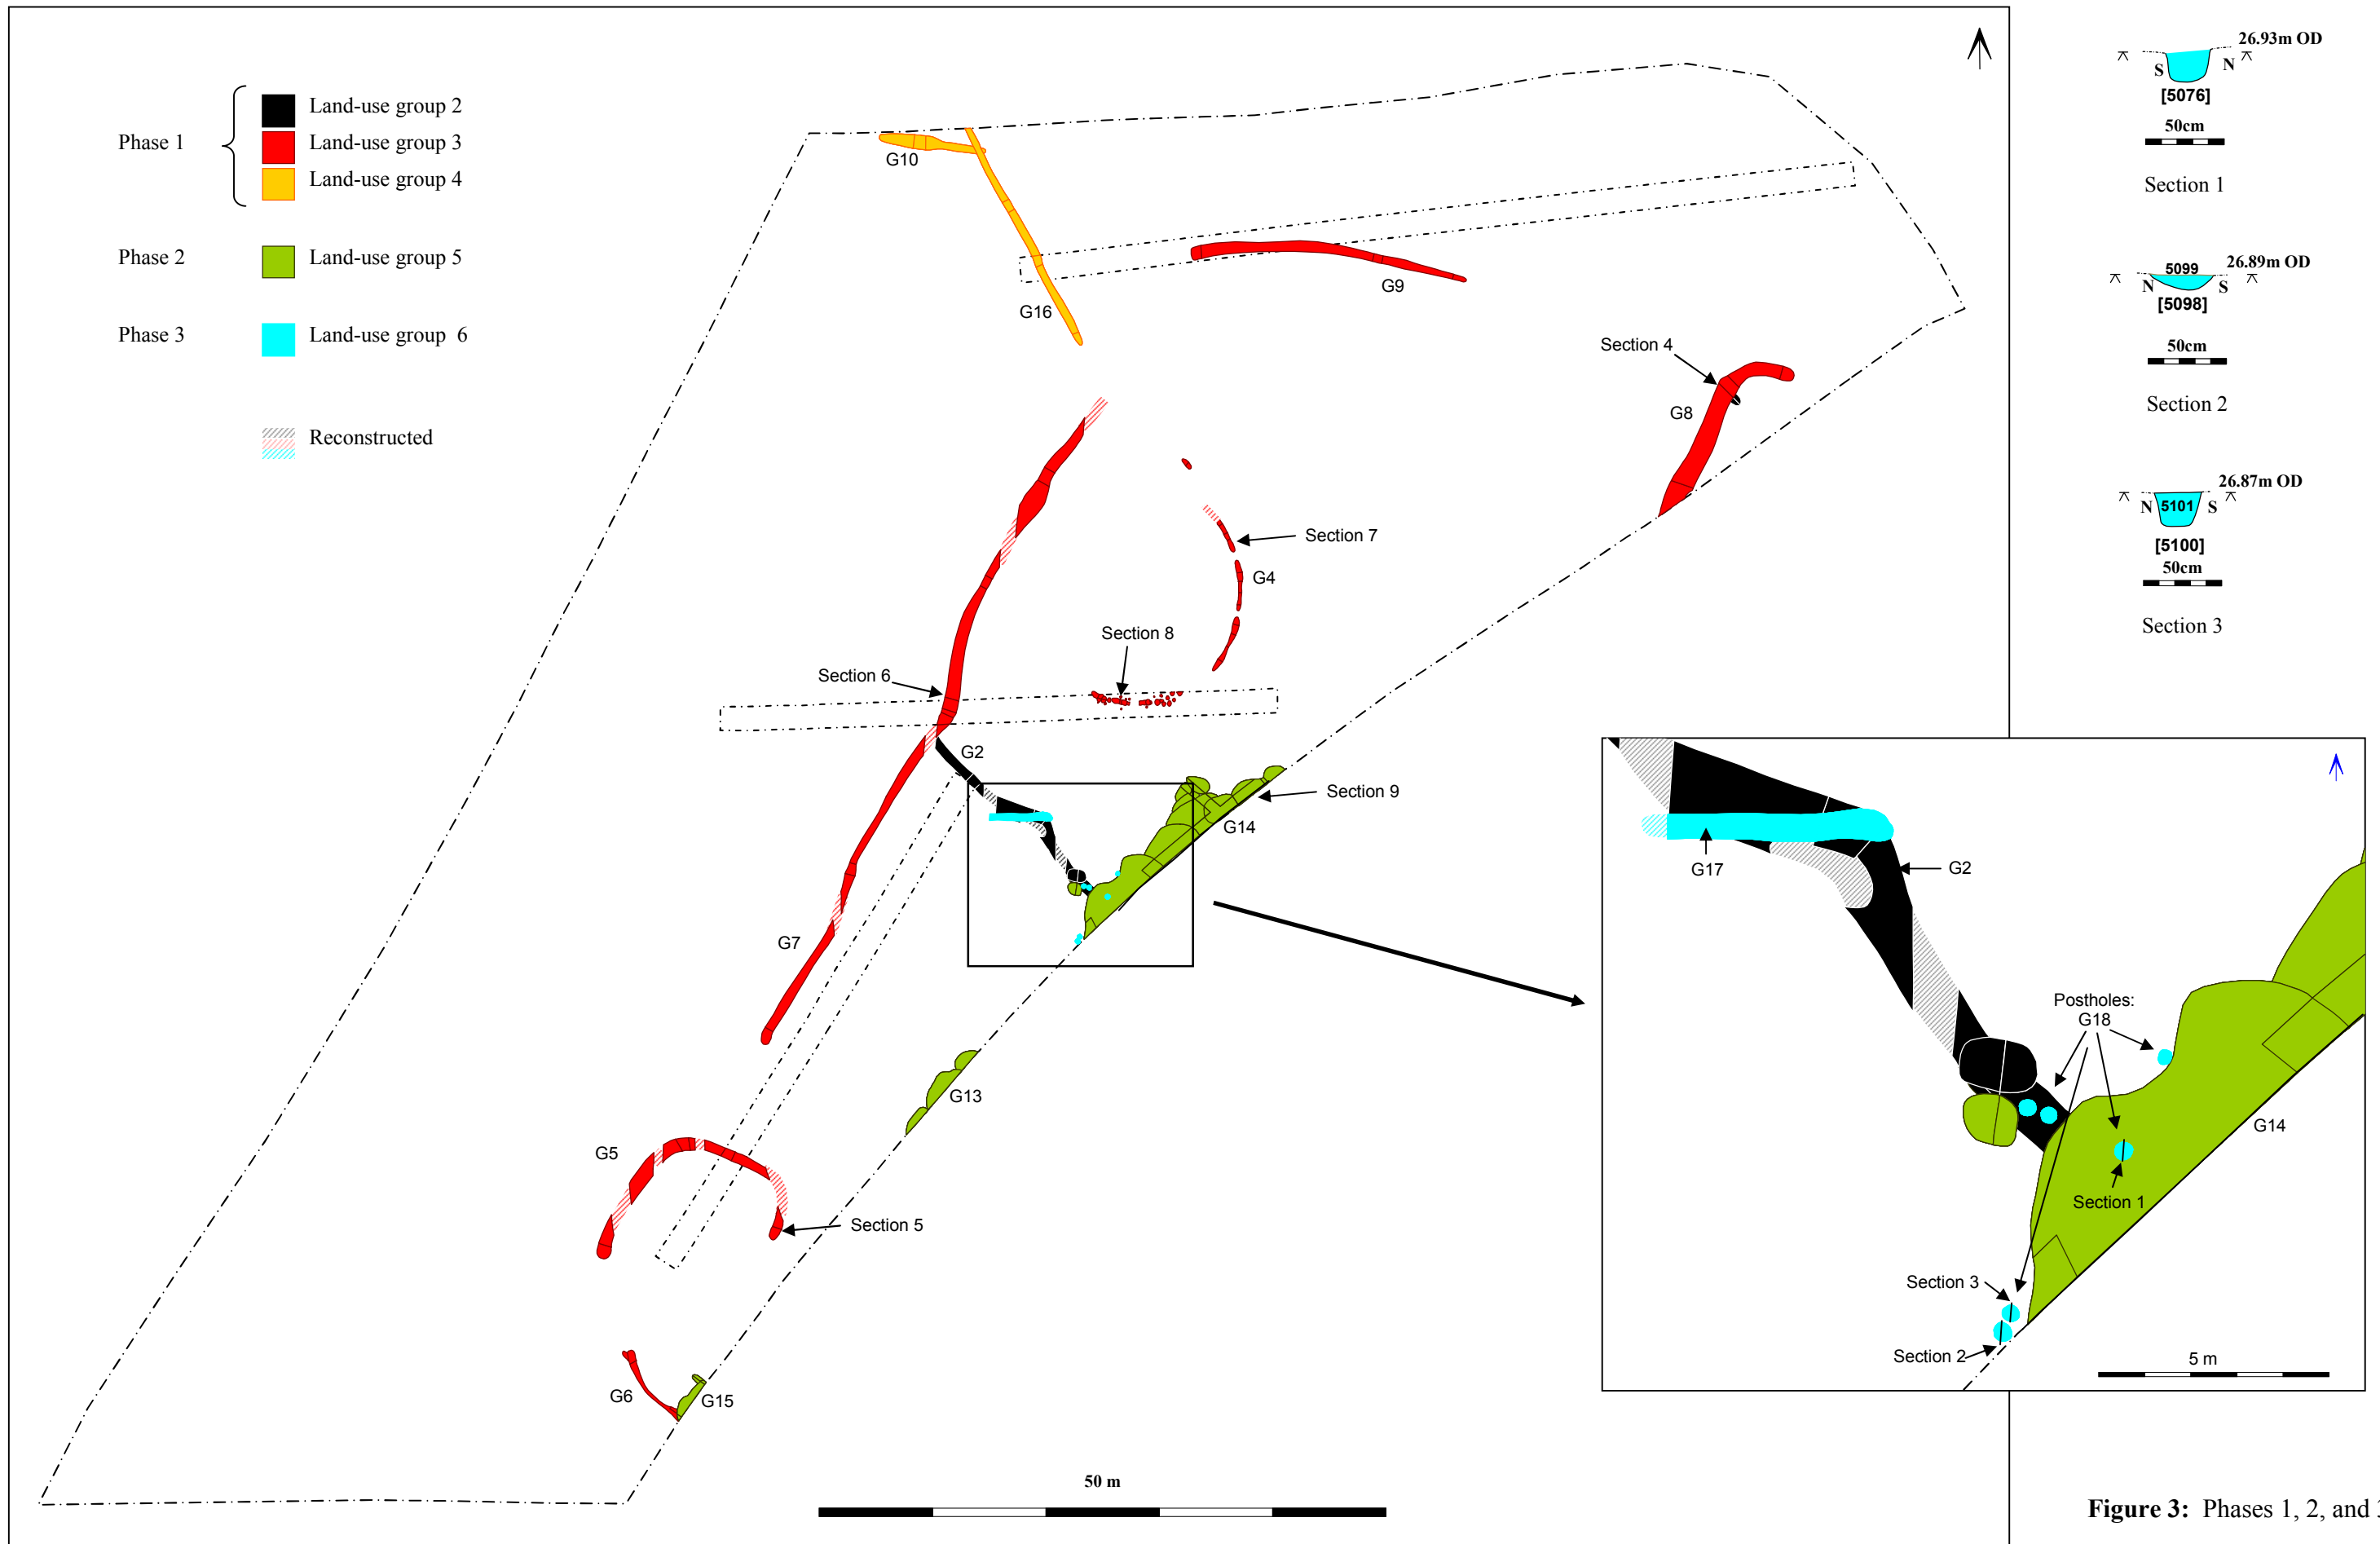 Phase 1
Land-use group 2
Land-use group 3
Land-use group 4
Phase 2
Land-use group 5
Phase 3
Land-use group 6
Reconstructed
G10
G16
G9
Section 4
G8
Section 7
G4
Section 8
Section 6
G2
Section 9
G14
G7
G13
G5
Section 5
G6
G15
50 m
26.93m OD
S
N
[5076]
50cm
Section 1
5099
26.89m OD
N
S
[5098]
50cm
Section 2
26.87m OD
N
5101
S
[5100]
50cm
Section 3
G17
G2
Postholes:
G18
G14
Section 1
Section 3
Section 2
5 m
Figure 3: Phases 1, 2, and 3